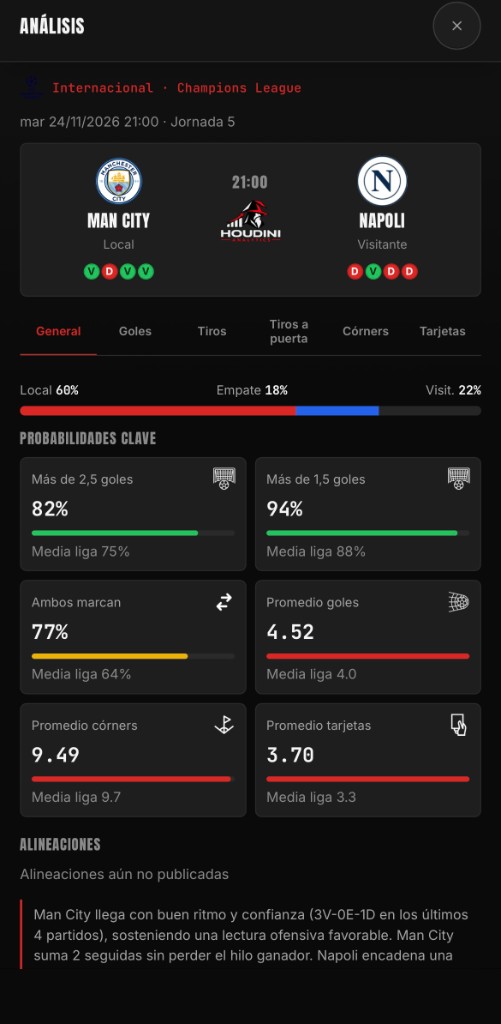 ANÁLISIS
Internacional · Champions League
mar 24/11/2026 21:00 · Jornada 5
MANCHESTER
CITY
21:00
N
HOUDINI
ANALYTICS
MAN CITY
NAPOLI
Local
Visitante
V D V V
D V D D
General
Goles
Tiros
Tiros a
puerta
Córners
Tarjetas
Local 60%
Empate 18%
Visit. 22%
PROBABILIDADES CLAVE
Más de 2,5 goles
82%
Media liga 75%
Más de 1,5 goles
94%
Media liga 88%
Ambos marcan
77%
Media liga 64%
Promedio goles
4.52
Media liga 4.0
Promedio córners
9.49
Media liga 9.7
Promedio tarjetas
3.70
Media liga 3.3
ALINEACIONES
Alineaciones aún no publicadas
Man City llega con buen ritmo y confianza (3V-0E-1D en los últimos
4 partidos), sosteniendo una lectura ofensiva favorable. Man City
suma 2 seguidas sin perder el hilo ganador. Napoli encadena una